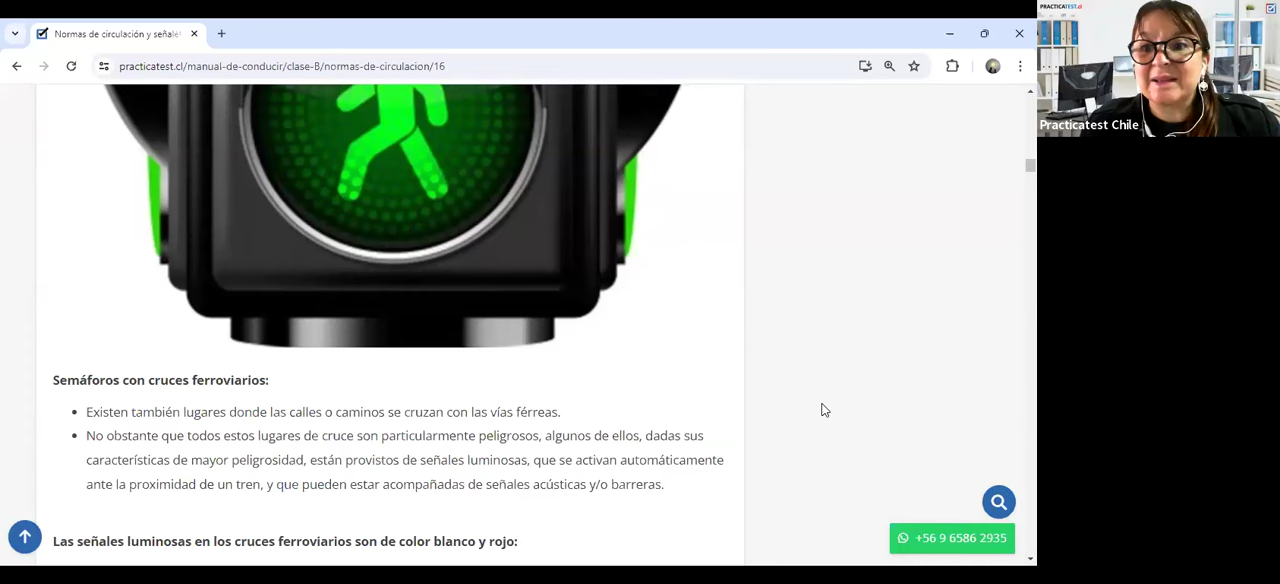 Normas de circulación y señale
practicatest.cl/manual-de-conducir/clase-B/normas-de-circulacion/16
PRACTICATEST.cl
Practicatest Chile
Semáforos con cruces ferroviarios:
Existen también lugares donde las calles o caminos se cruzan con las vías férreas.
No obstante que todos estos lugares de cruce son particularmente peligrosos, algunos de ellos, dadas sus
características de mayor peligrosidad, están provistos de señales luminosas, que se activan automáticamente
ante la proximidad de un tren, y que pueden estar acompañadas de señales acústicas y/o barreras.
+56 9 6586 2935
Las señales luminosas en los cruces ferroviarios son de color blanco y rojo: